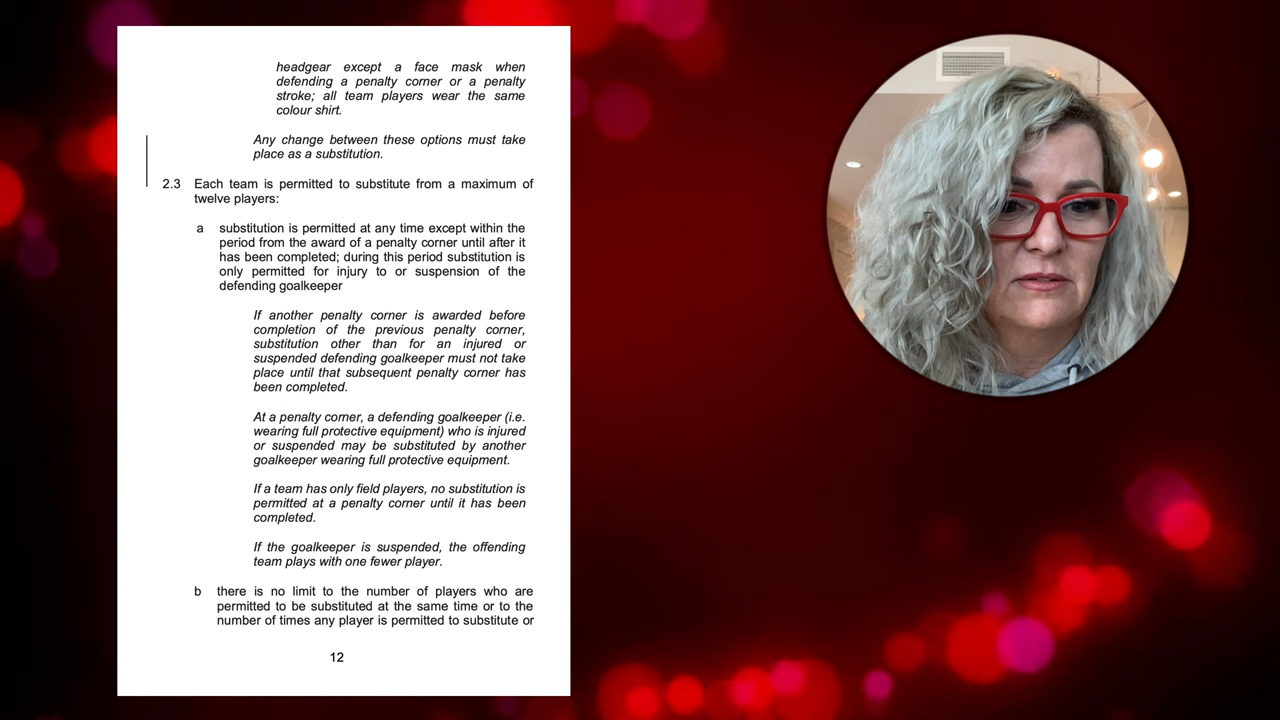 headgear except a face mask when
defending a penalty corner or a penalty
stroke; all team players wear the same
colour shirt.
Any change between these options must take
place as a substitution.
2.3 Each team is permitted to substitute from a maximum of
twelve players:
a substitution is permitted at any time except within the
period from the award of a penalty corner until after it
has been completed; during this period substitution is
only permitted for injury to or suspension of the
defending goalkeeper
If another penalty corner is awarded before
completion of the previous penalty corner,
substitution other than for an injured or
suspended defending goalkeeper must not take
place until that subsequent penalty corner has
been completed.
At a penalty corner, a defending goalkeeper (i.e.
wearing full protective equipment) who is injured
or suspended may be substituted by another
goalkeeper wearing full protective equipment.
If a team has only field players, no substitution is
permitted at a penalty corner until it has been
completed.
If the goalkeeper is suspended, the offending
team plays with one fewer player.
b there is no limit to the number of players who are
permitted to be substituted at the same time or to the
number of times any player is permitted to substitute or
12